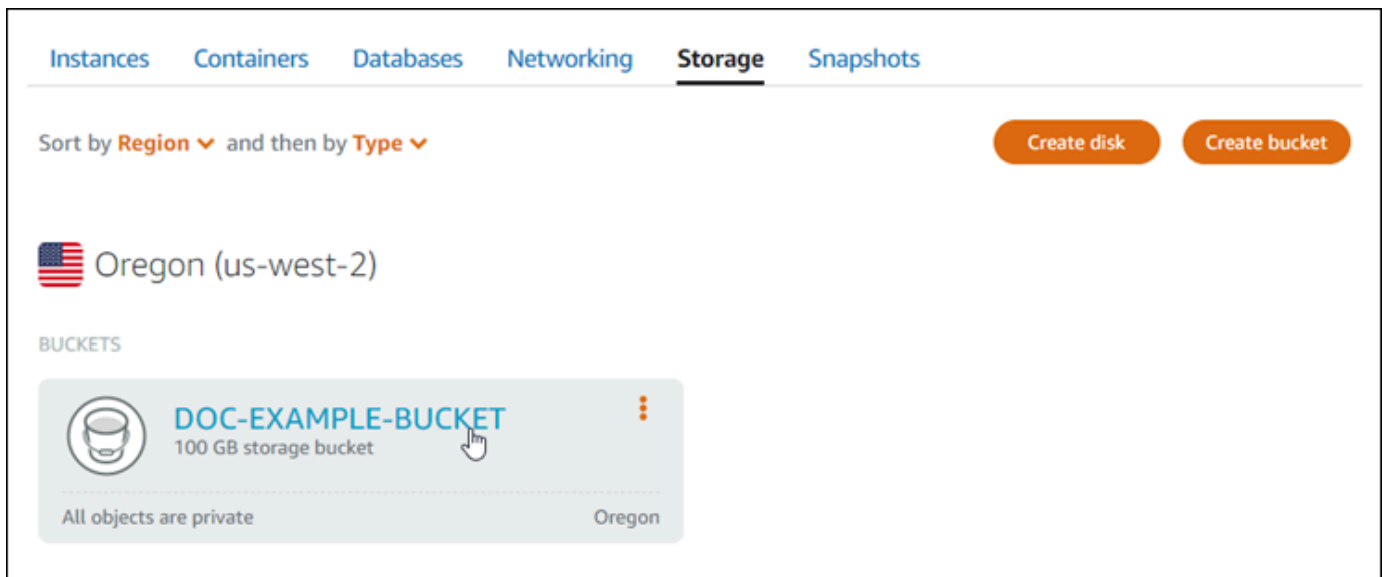 Instances Containers Databases Networking Storage Snapshots
Sort by Region and then by Type Create disk Create bucket
Oregon (us-west-2)
BUCKETS
DOC-EXAMPLE-BUCKET
100 GB storage bucket
All objects are private Oregon